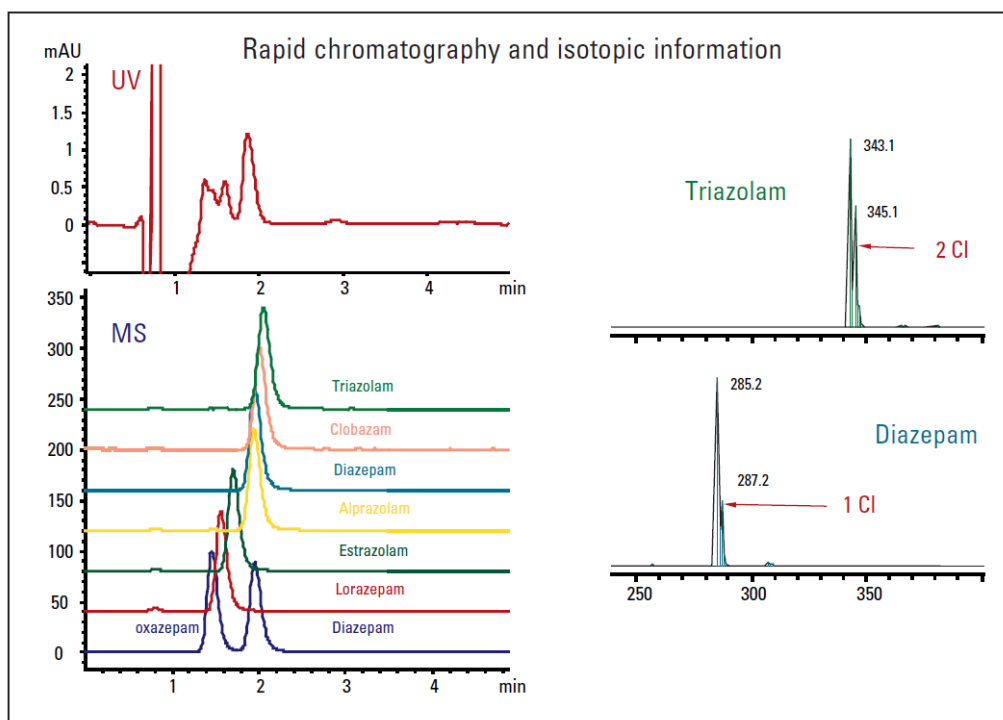 Rapid chromatography and isotopic information
mAU
UV
2
1.5
1
0.5
0
1 2 3 4 min
350
300
250
200
150
100
50
0
MS
Triazolam
Clobazam
Diazepam
Alprazolam
Estrazolam
Lorazepam
oxazepam Diazepam
1 2 3 4 min
343.1
Triazolam
345.1
2 Cl
285.2
Diazepam
287.2
1 Cl
250 300 350